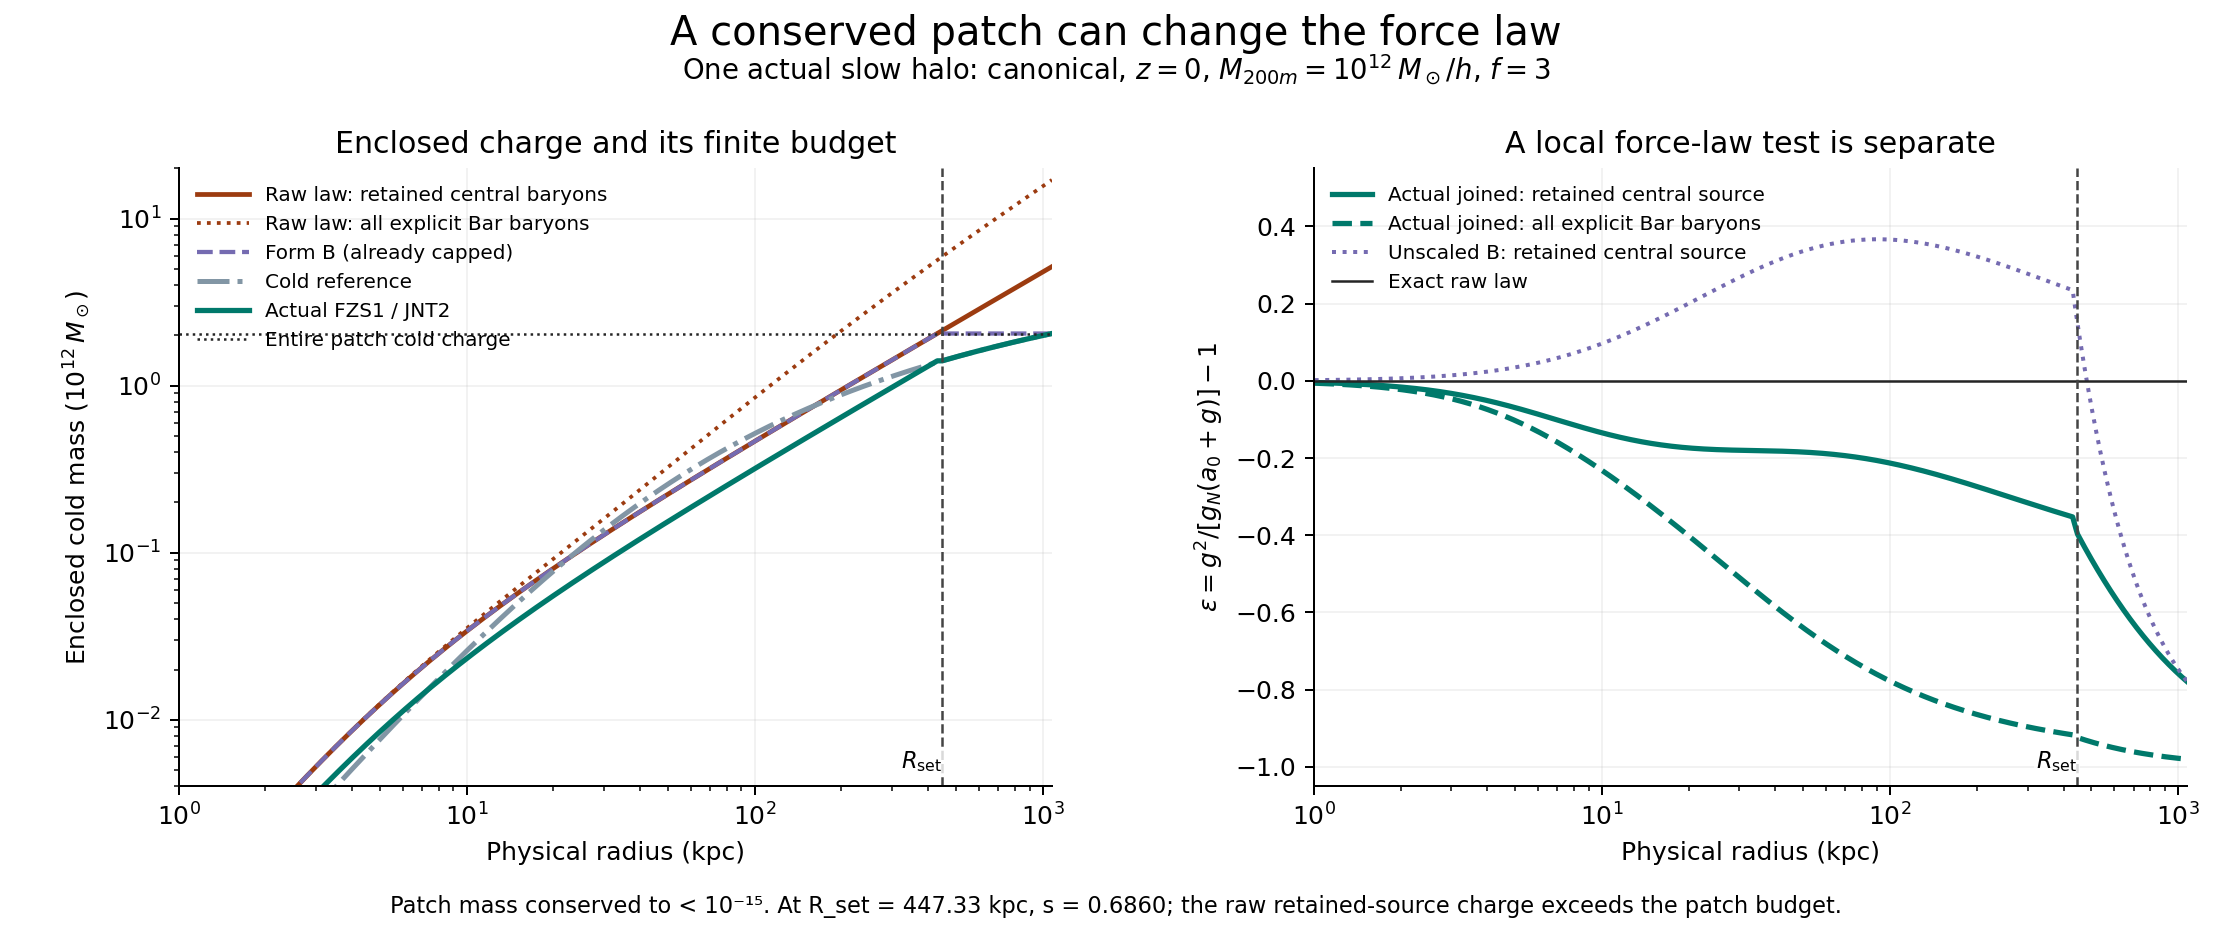 A conserved patch can change the force law
One actual slow halo: canonical, z = 0, M₂₀₀ₘ = 10¹² M⊙/h, f = 3
Enclosed charge and its finite budget
Raw law: retained central baryons
Raw law: all explicit Bar baryons
Form B (already capped)
Cold reference
Actual FZS1 / JNT2
Entire patch cold charge
Enclosed cold mass (10¹² M⊙)
10¹
10⁰
10⁻¹
10⁻²
R_set
10⁰ 10¹ 10² 10³
Physical radius (kpc)
A local force-law test is separate
Actual joined: retained central source
Actual joined: all explicit Bar baryons
Unscaled B: retained central source
Exact raw law
ε = g²/[g_N(a₀ + g)] − 1
0.4
0.2
0.0
−0.2
−0.4
−0.6
−0.8
−1.0
R_set
10⁰ 10¹ 10² 10³
Physical radius (kpc)
Patch mass conserved to < 10⁻¹⁵. At R_set = 447.33 kpc, s = 0.6860; the raw retained-source charge exceeds the patch budget.